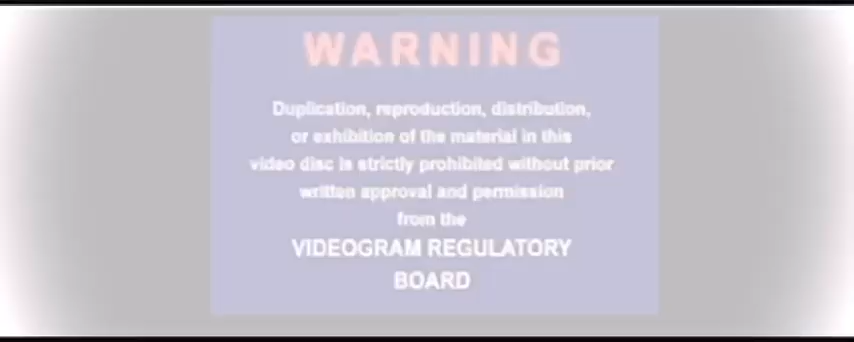 WARNING
Duplication, reproduction, distribution,
or exhibition of the material in this
video disc is strictly prohibited without prior
written approval and permission
from the
VIDEOGRAM REGULATORY
BOARD